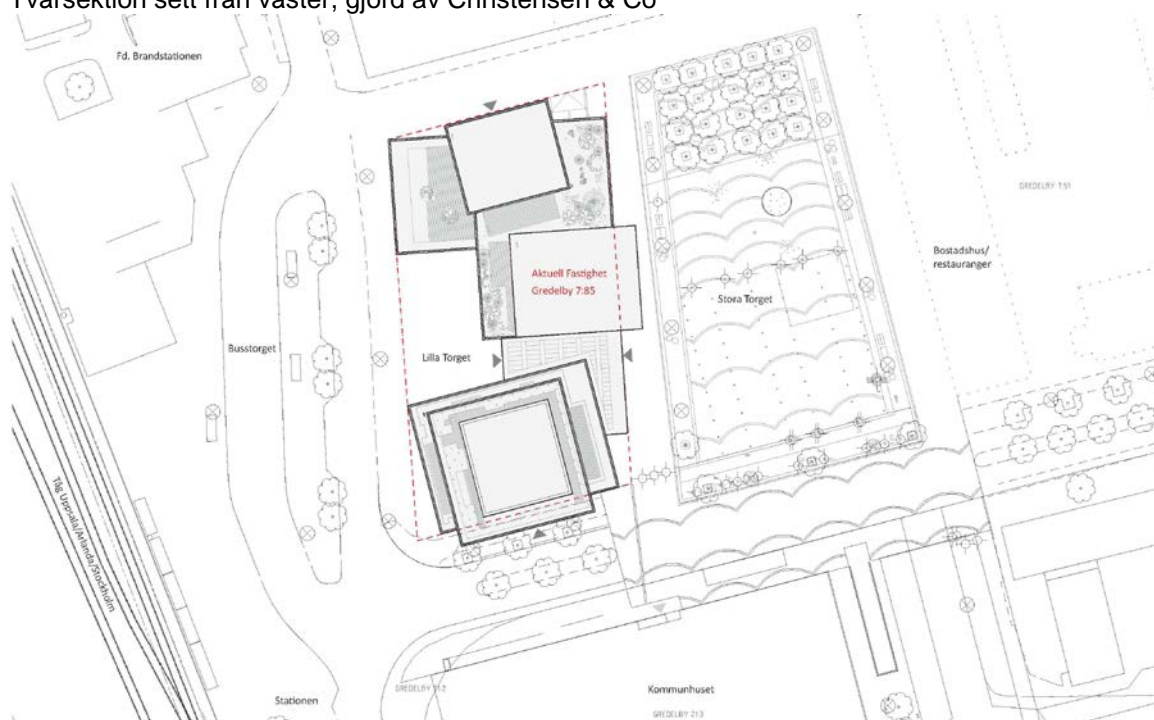 Tvärsektion sett från väster, gjord av Christensen & Co
Fd. Brandstationen
GREDELBY 7:51
Bostadshus/
restauranger
Aktuell Fastighet
Gredelby 7:85
Stora Torget
Busstorget
Lilla Torget
Tåg Uppsala/Arlanda/Stockholm
Stationen
Kommunhuset
GREDELBY 21:3